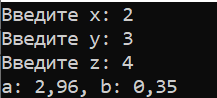 Введите x: 2
Введите y: 3
Введите z: 4
a: 2,96, b: 0,35